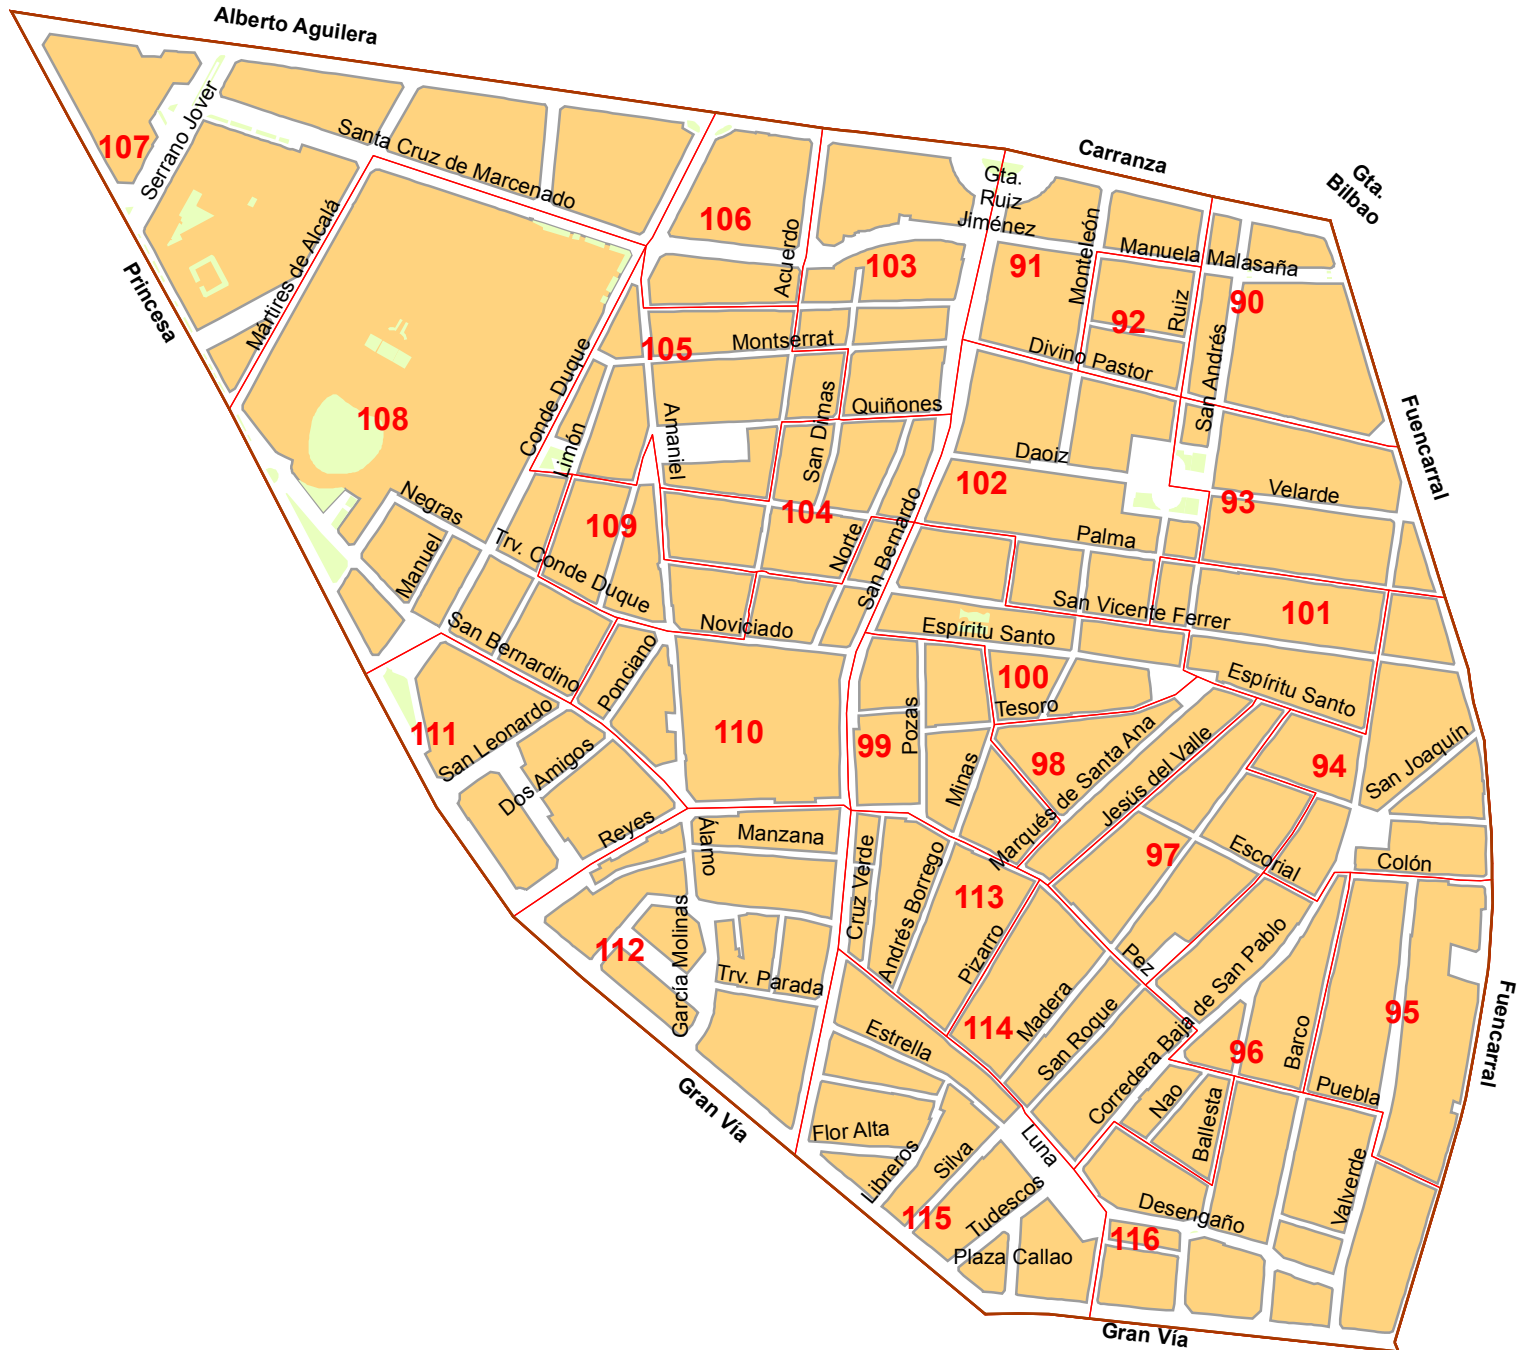 Alberto Aguilera
Carranza
Gta.
Bilbao
107
Serrano Jover
Santa Cruz de Marcenado
Gta.
Ruiz
Jiménez
106
Acuerdo
103
91
Monteleón
Manuela Malasaña
Mártires de Alcalá
Princesa
92
Ruiz
90
San Andrés
105
Montserrat
Divino Pastor
108
Conde Duque
Limón
Amaniel
San Dimas
Quiñones
Fuencarral
Daoiz
102
Velarde
93
Negras
109
104
Norte
San Bernardo
Palma
Manuel
Trv. Conde Duque
San Vicente Ferrer
101
San Bernardino
Noviciado
Espíritu Santo
Ponciano
100
Espíritu Santo
Tesoro
111
San Leonardo
110
99
Pozas
98
Marqués de Santa Ana
Jesús del Valle
94
San Joaquín
Dos Amigos
Minas
Reyes
Álamo
Manzana
Cruz Verde
Andrés Borrego
97
Escorial
Colón
113
112
García Molinas
Pizarro
Pez
Trv. Parada
Corredera Baja de San Pablo
Madera
San Roque
114
95
Fuencarral
Estrella
96
Barco
Puebla
Gran Vía
Nao
Ballesta
Flor Alta
Luna
Libreros
Silva
Valverde
115
Tudescos
Desengaño
116
Plaza Callao
Gran Vía